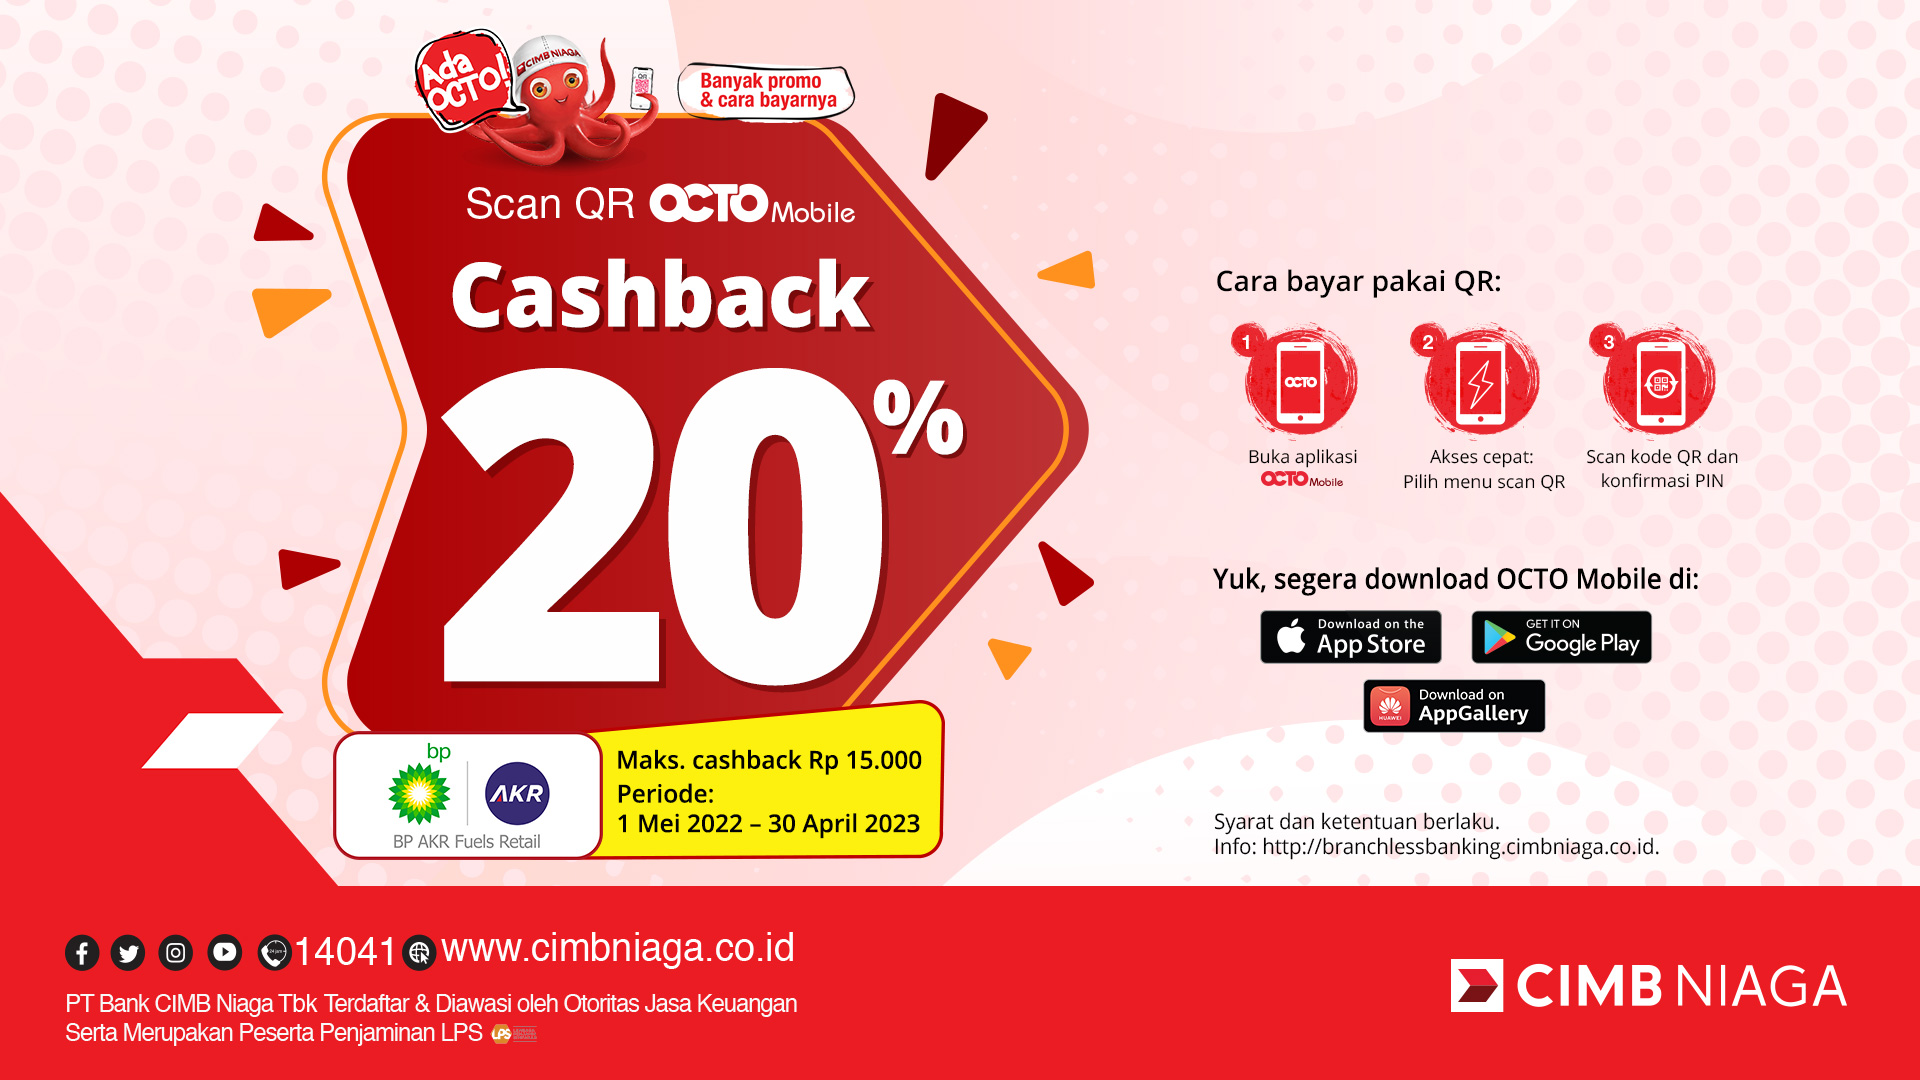 Ada
OCTO!
CIMB NIAGA
QR
Banyak promo
& cara bayarnya
Scan QR OCTO Mobile
Cashback
20%
bp
AKR
BP AKR Fuels Retail
Maks. cashback Rp 15.000
Periode:
1 Mei 2022 – 30 April 2023
Cara bayar pakai QR:
1
OCTO
Buka aplikasi
OCTO Mobile
2
Akses cepat:
Pilih menu scan QR
3
Scan kode QR dan
konfirmasi PIN
Yuk, segera download OCTO Mobile di:
Download on the
App Store
GET IT ON
Google Play
HUAWEI
Download on
AppGallery
Syarat dan ketentuan berlaku.
Info: http://branchlessbanking.cimbniaga.co.id.
14041 www.cimbniaga.co.id
PT Bank CIMB Niaga Tbk Terdaftar & Diawasi oleh Otoritas Jasa Keuangan
Serta Merupakan Peserta Penjaminan LPS LPS
CIMB NIAGA